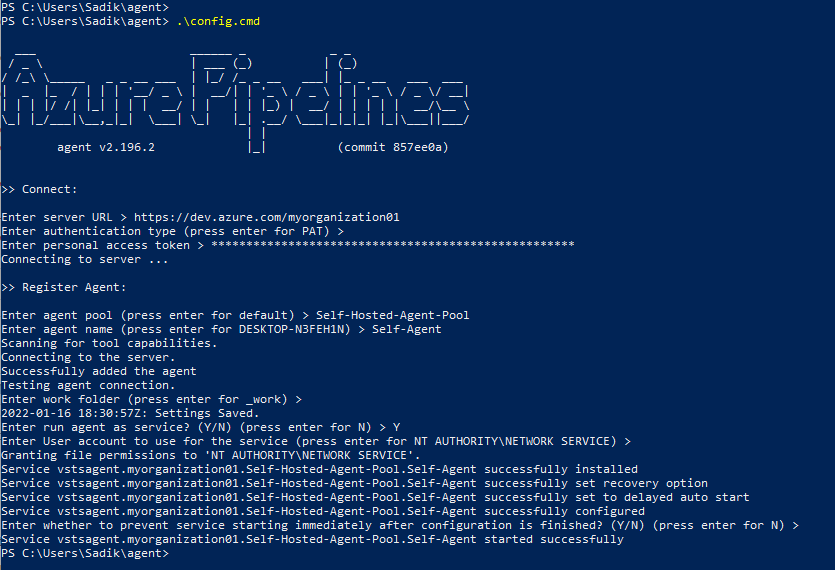 PS C:\Users\Sadik\agent>
PS C:\Users\Sadik\agent> .\config.cmd
Azure Pipelines
agent v2.196.2 (commit 857ee0a)
>> Connect:
Enter server URL > https://dev.azure.com/myorganization01
Enter authentication type (press enter for PAT) >
Enter personal access token > ****************************************************
Connecting to server ...
>> Register Agent:
Enter agent pool (press enter for default) > Self-Hosted-Agent-Pool
Enter agent name (press enter for DESKTOP-N3FEH1N) > Self-Agent
Scanning for tool capabilities.
Connecting to the server.
Successfully added the agent
Testing agent connection.
Enter work folder (press enter for _work) >
2022-01-16 18:30:57Z: Settings Saved.
Enter run agent as service? (Y/N) (press enter for N) > Y
Enter User account to use for the service (press enter for NT AUTHORITY\NETWORK SERVICE) >
Granting file permissions to 'NT AUTHORITY\NETWORK SERVICE'.
Service vstsagent.myorganization01.Self-Hosted-Agent-Pool.Self-Agent successfully installed
Service vstsagent.myorganization01.Self-Hosted-Agent-Pool.Self-Agent successfully set recovery option
Service vstsagent.myorganization01.Self-Hosted-Agent-Pool.Self-Agent successfully set to delayed auto start
Service vstsagent.myorganization01.Self-Hosted-Agent-Pool.Self-Agent successfully configured
Enter whether to prevent service starting immediately after configuration is finished? (Y/N) (press enter for N) >
Service vstsagent.myorganization01.Self-Hosted-Agent-Pool.Self-Agent started successfully
PS C:\Users\Sadik\agent>